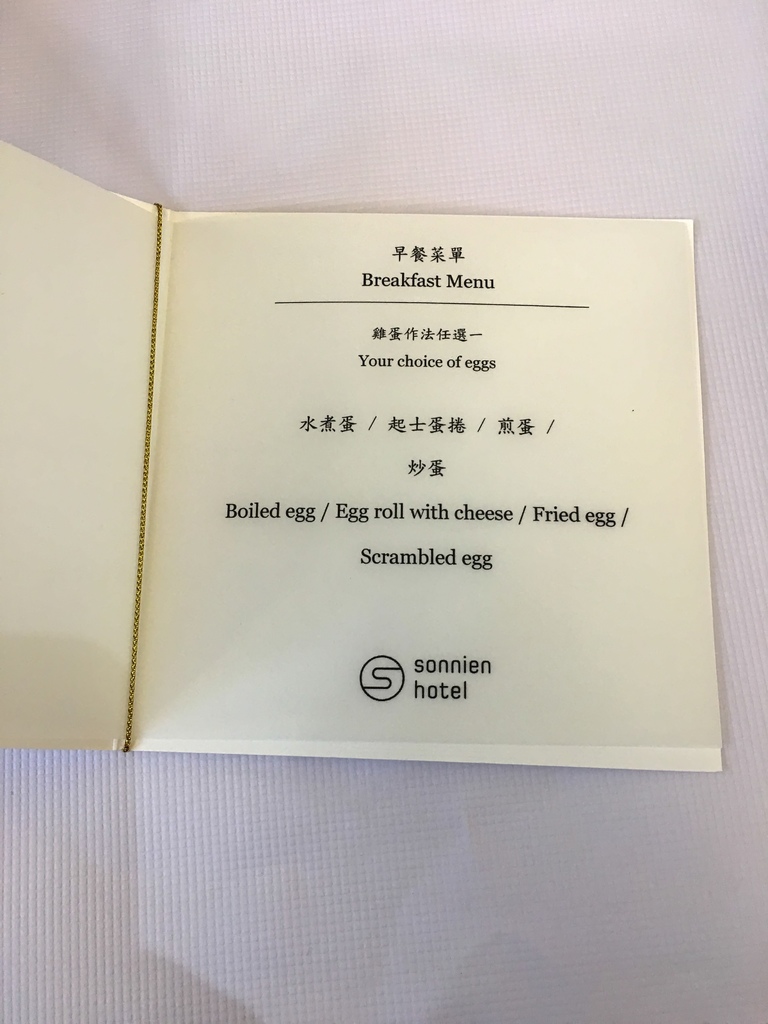 早餐菜單
Breakfast Menu
雞蛋作法任選一
Your choice of eggs
水煮蛋 / 起士蛋捲 / 煎蛋 /
炒蛋
Boiled egg / Egg roll with cheese / Fried egg /
Scrambled egg
sonnien
hotel